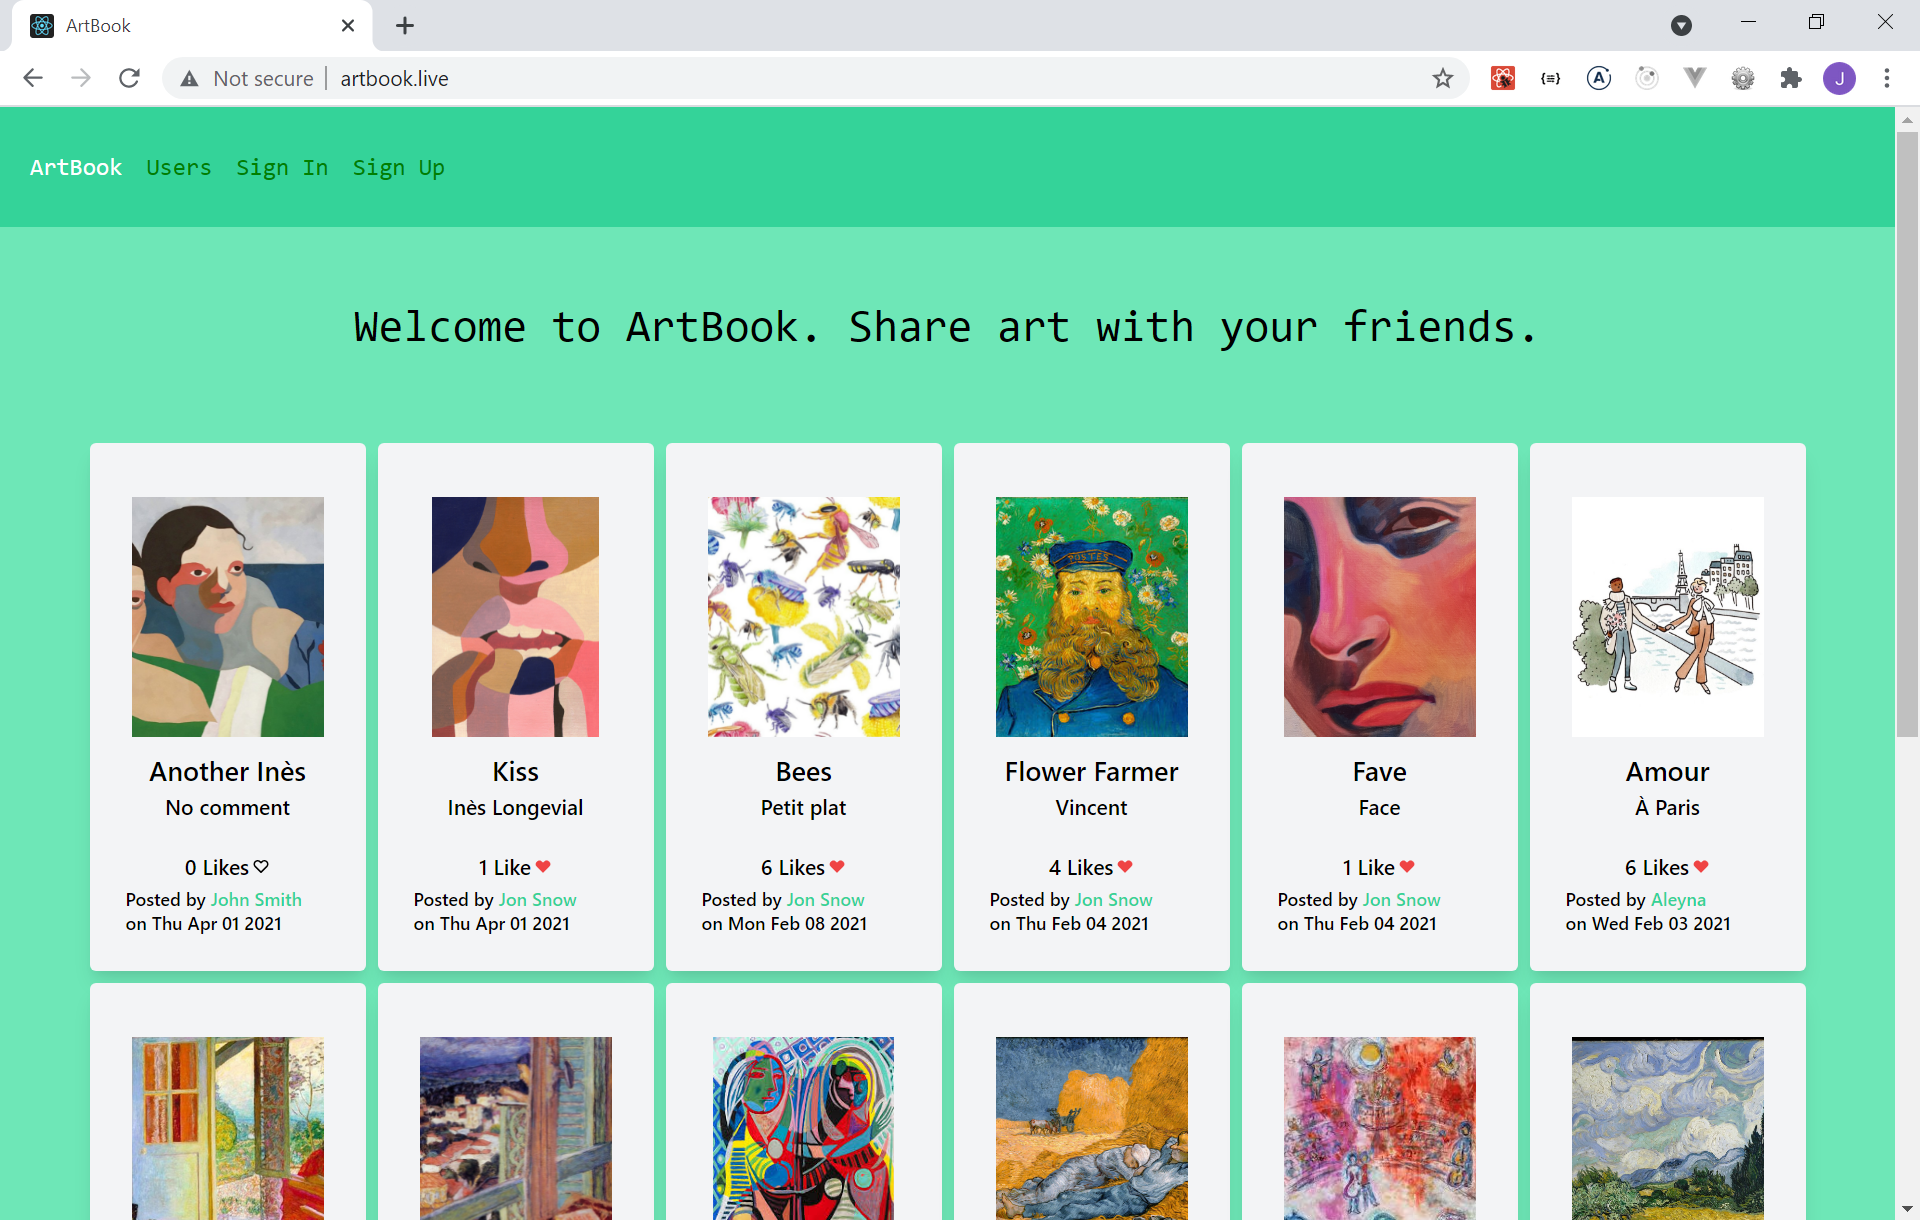 ArtBook
Not secure | artbook.live
J
ArtBook Users Sign In Sign Up
Welcome to ArtBook. Share art with your friends.
POSTES
Another Inès
No comment
0 Likes
Posted by John Smith
on Thu Apr 01 2021
Kiss
Inès Longevial
1 Like
Posted by Jon Snow
on Thu Apr 01 2021
Bees
Petit plat
6 Likes
Posted by Jon Snow
on Mon Feb 08 2021
Flower Farmer
Vincent
4 Likes
Posted by Jon Snow
on Thu Feb 04 2021
Fave
Face
1 Like
Posted by Jon Snow
on Thu Feb 04 2021
Amour
À Paris
6 Likes
Posted by Aleyna
on Wed Feb 03 2021